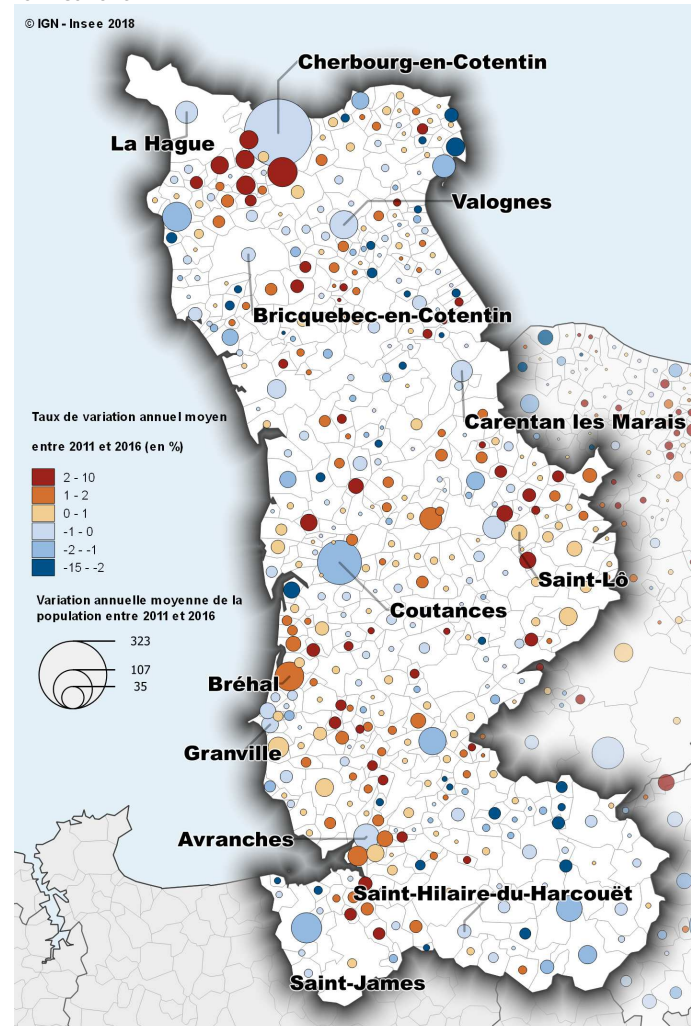 © IGN - Insee 2018
Cherbourg-en-Cotentin
La Hague
Valognes
Bricquebec-en-Cotentin
Carentan les Marais
Taux de variation annuel moyen
entre 2011 et 2016 (en %)
2 - 10
1 - 2
0 - 1
-1 - 0
-2 - -1
-15 - -2
Saint-Lô
Variation annuelle moyenne de la
population entre 2011 et 2016
323
107
35
Coutances
Bréhal
Granville
Avranches
Saint-Hilaire-du-Harcouët
Saint-James